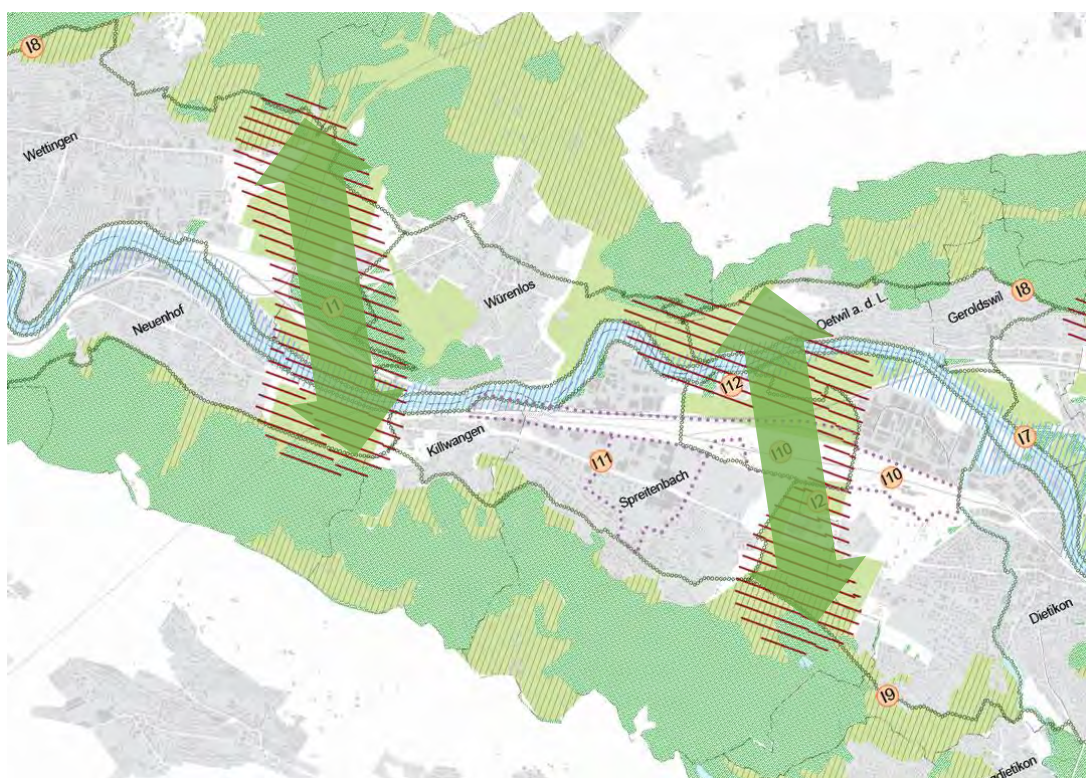 I8
Wettingen
Neuenhof
I1
Würenlos
Oetwil a. d. L.
Geroldswil
I8
I12
I7
Killwangen
I11
Spreitenbach
I10
I10
I2
Dietikon
I9